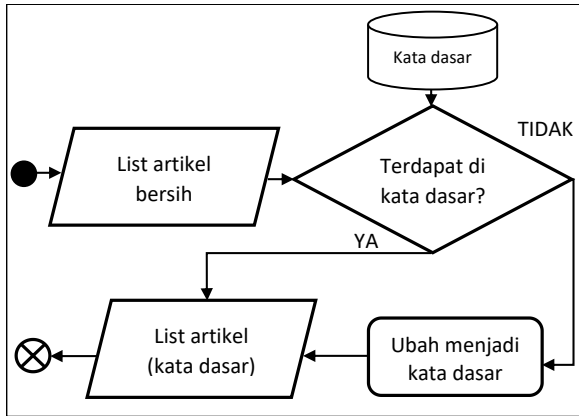 Kata dasar
TIDAK
List artikel
bersih
Terdapat di
kata dasar?
YA
List artikel
(kata dasar)
Ubah menjadi
kata dasar